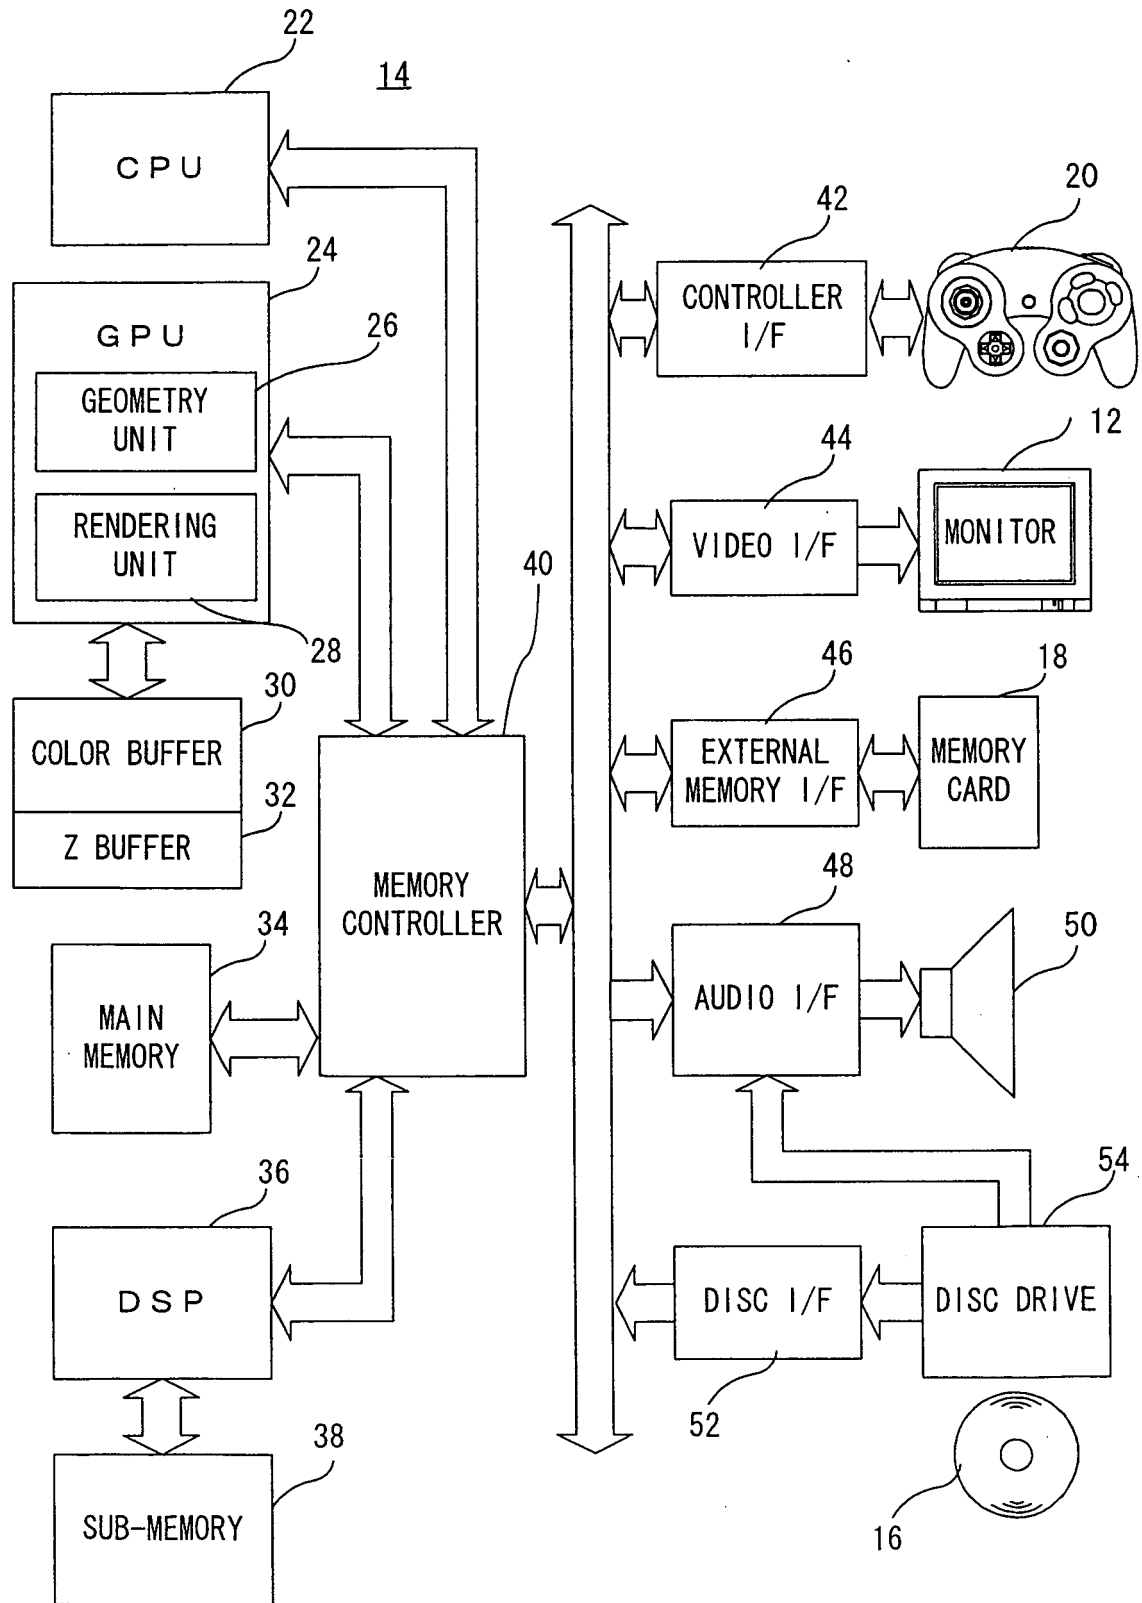 22
14
CPU
24
GPU
26
GEOMETRY
UNIT
RENDERING
UNIT
28
30
COLOR BUFFER
32
Z BUFFER
40
MEMORY
CONTROLLER
34
MAIN
MEMORY
36
DSP
38
SUB-MEMORY
42
CONTROLLER
I/F
20
44
VIDEO I/F
12
MONITOR
46
EXTERNAL
MEMORY I/F
18
MEMORY
CARD
48
AUDIO I/F
50
54
DISC I/F
52
DISC DRIVE
16